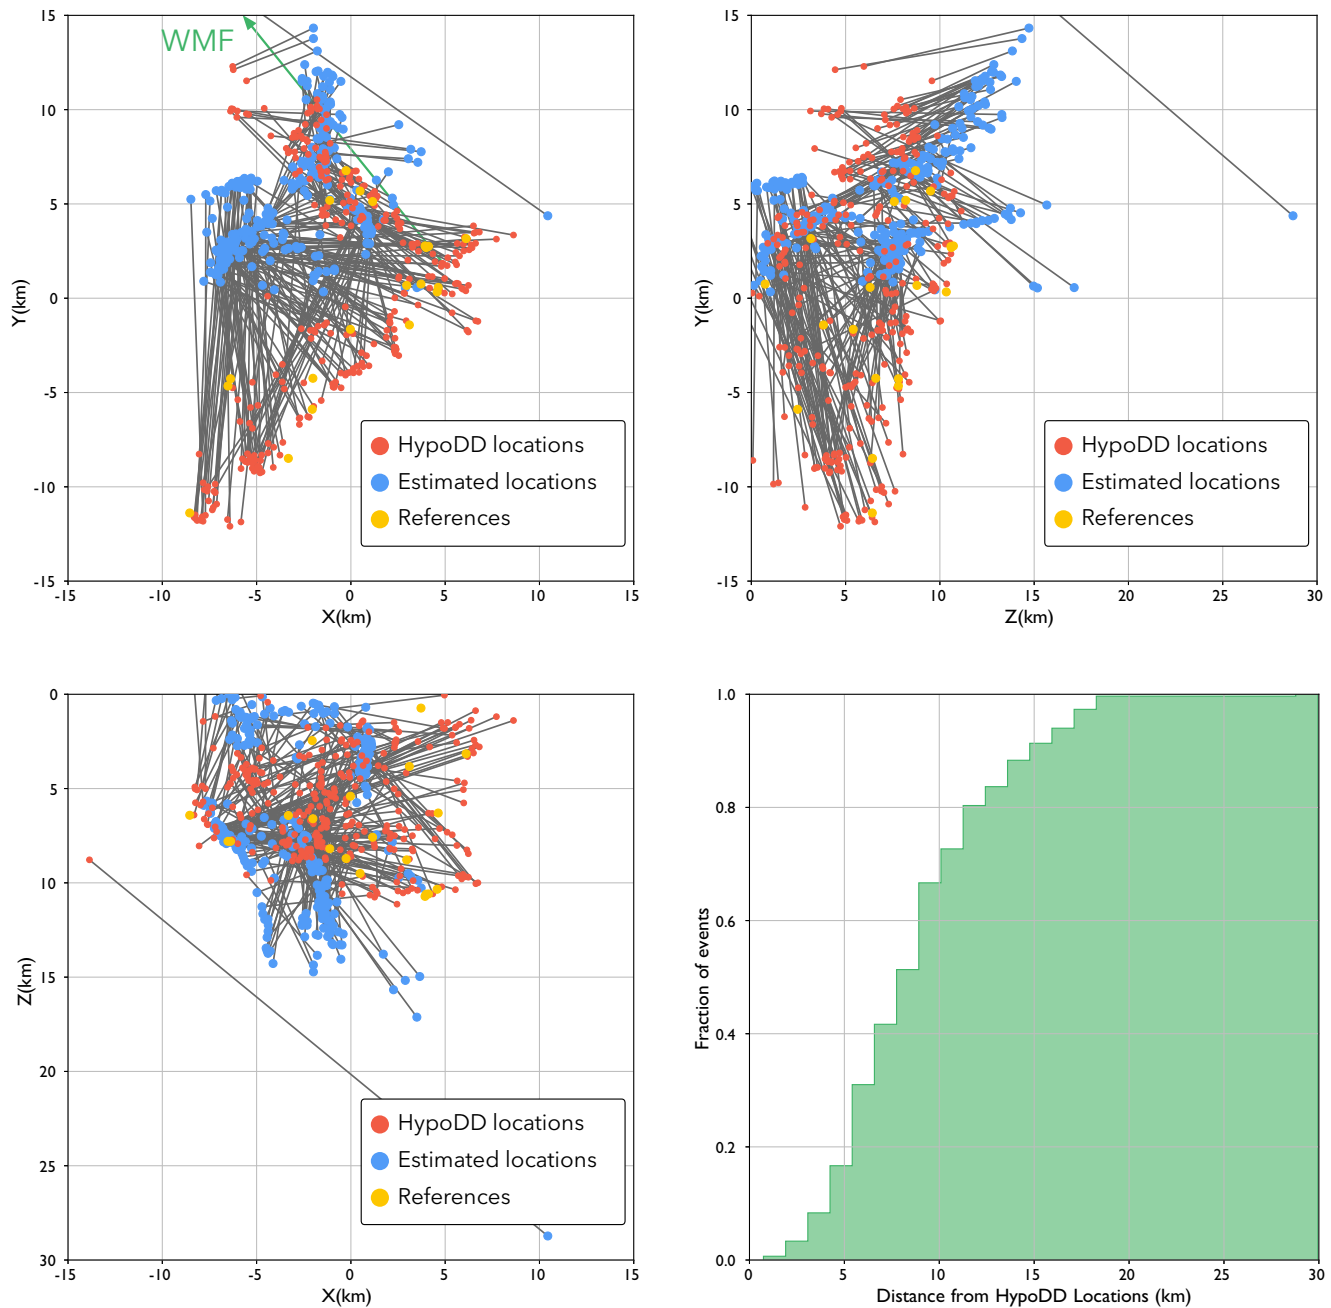 15
10
5
0
-5
-10
-15
Y(km)
WMF
HypoDD locations
Estimated locations
References
-15 -10 -5 0 5 10 15
X(km)
15
10
5
0
-5
-10
-15
Y(km)
HypoDD locations
Estimated locations
References
0 5 10 15 20 25 30
Z(km)
0
5
10
15
20
25
30
Z(km)
HypoDD locations
Estimated locations
References
-15 -10 -5 0 5 10 15
X(km)
1.0
0.8
0.6
0.4
0.2
0.0
Fraction of events
0 5 10 15 20 25 30
Distance from HypoDD Locations (km)